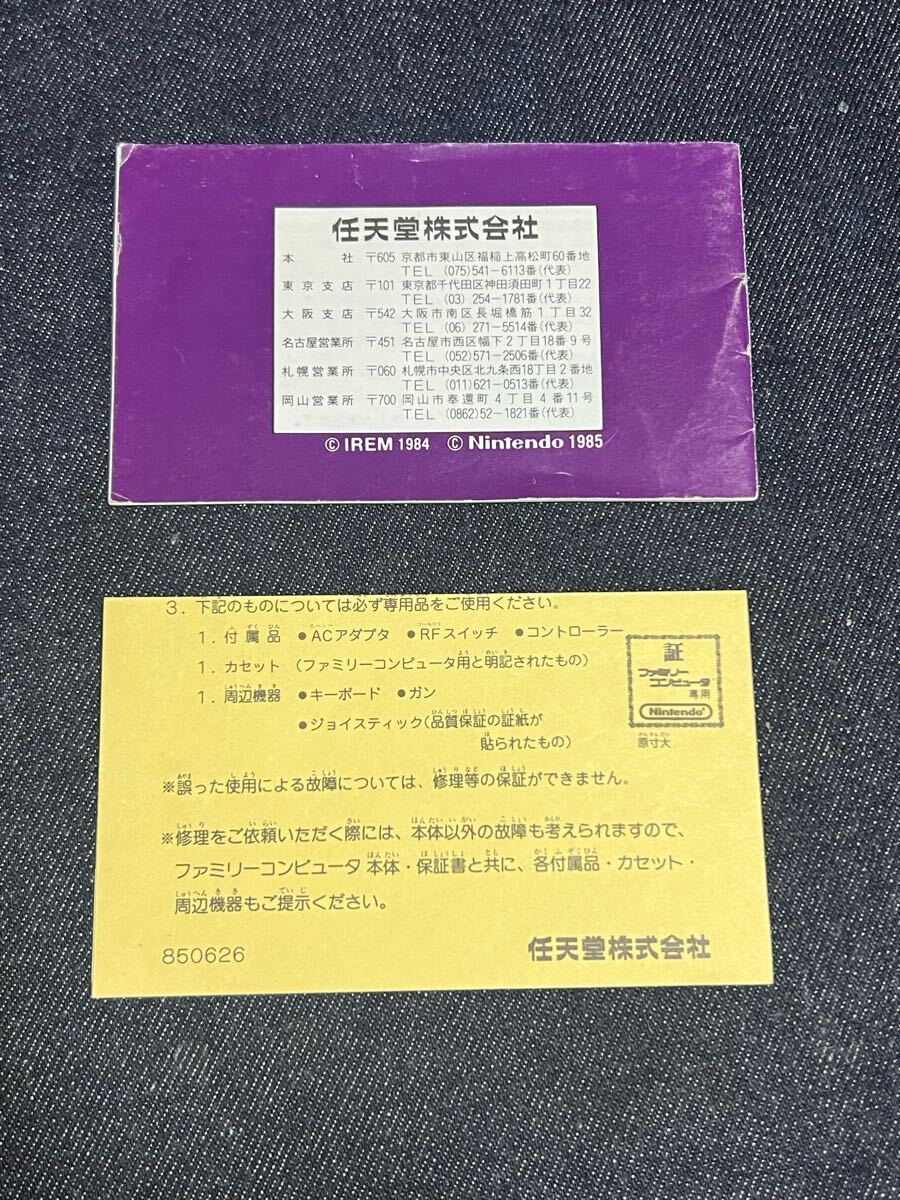 任天堂株式会社
本社 〒605 京都市東山区福稲上高松町60番地
TEL (075)541-6113番(代表)
東京支店 〒101 東京都千代田区神田須田町1丁目22
TEL (03) 254-1781番(代表)
大阪支店 〒542 大阪市南区長堀橋筋1丁目32
TEL (06) 271-5514番(代表)
名古屋営業所 〒451 名古屋市西区幅下2丁目18番9号
TEL (052)571-2506番(代表)
札幌営業所 〒060 札幌市中央区北九条西18丁目2番地
TEL (011)621-0513番(代表)
岡山営業所 〒700 岡山市奉還町4丁目4番11号
TEL (0862)52-1821番(代表)
© IREM 1984 © Nintendo 1985
3. 下記のものについては必ず専用品をご使用ください。
1. 付属品 ●ACアダプタ ●RFスイッチ ●コントローラー
1. カセット (ファミリーコンピュータ用と明記されたもの)
1. 周辺機器 ●キーボード ●ガン
●ジョイスティック(品質保証の証紙が
貼られたもの)
証
ファミリー
コンピュータ
専用
Nintendo
原寸大
※誤った使用による故障については、修理等の保証ができません。
※修理をご依頼いただく際には、本体以外の故障も考えられますので、
ファミリーコンピュータ本体・保証書と共に、各付属品・カセット・
周辺機器もご提示ください。
850626 任天堂株式会社